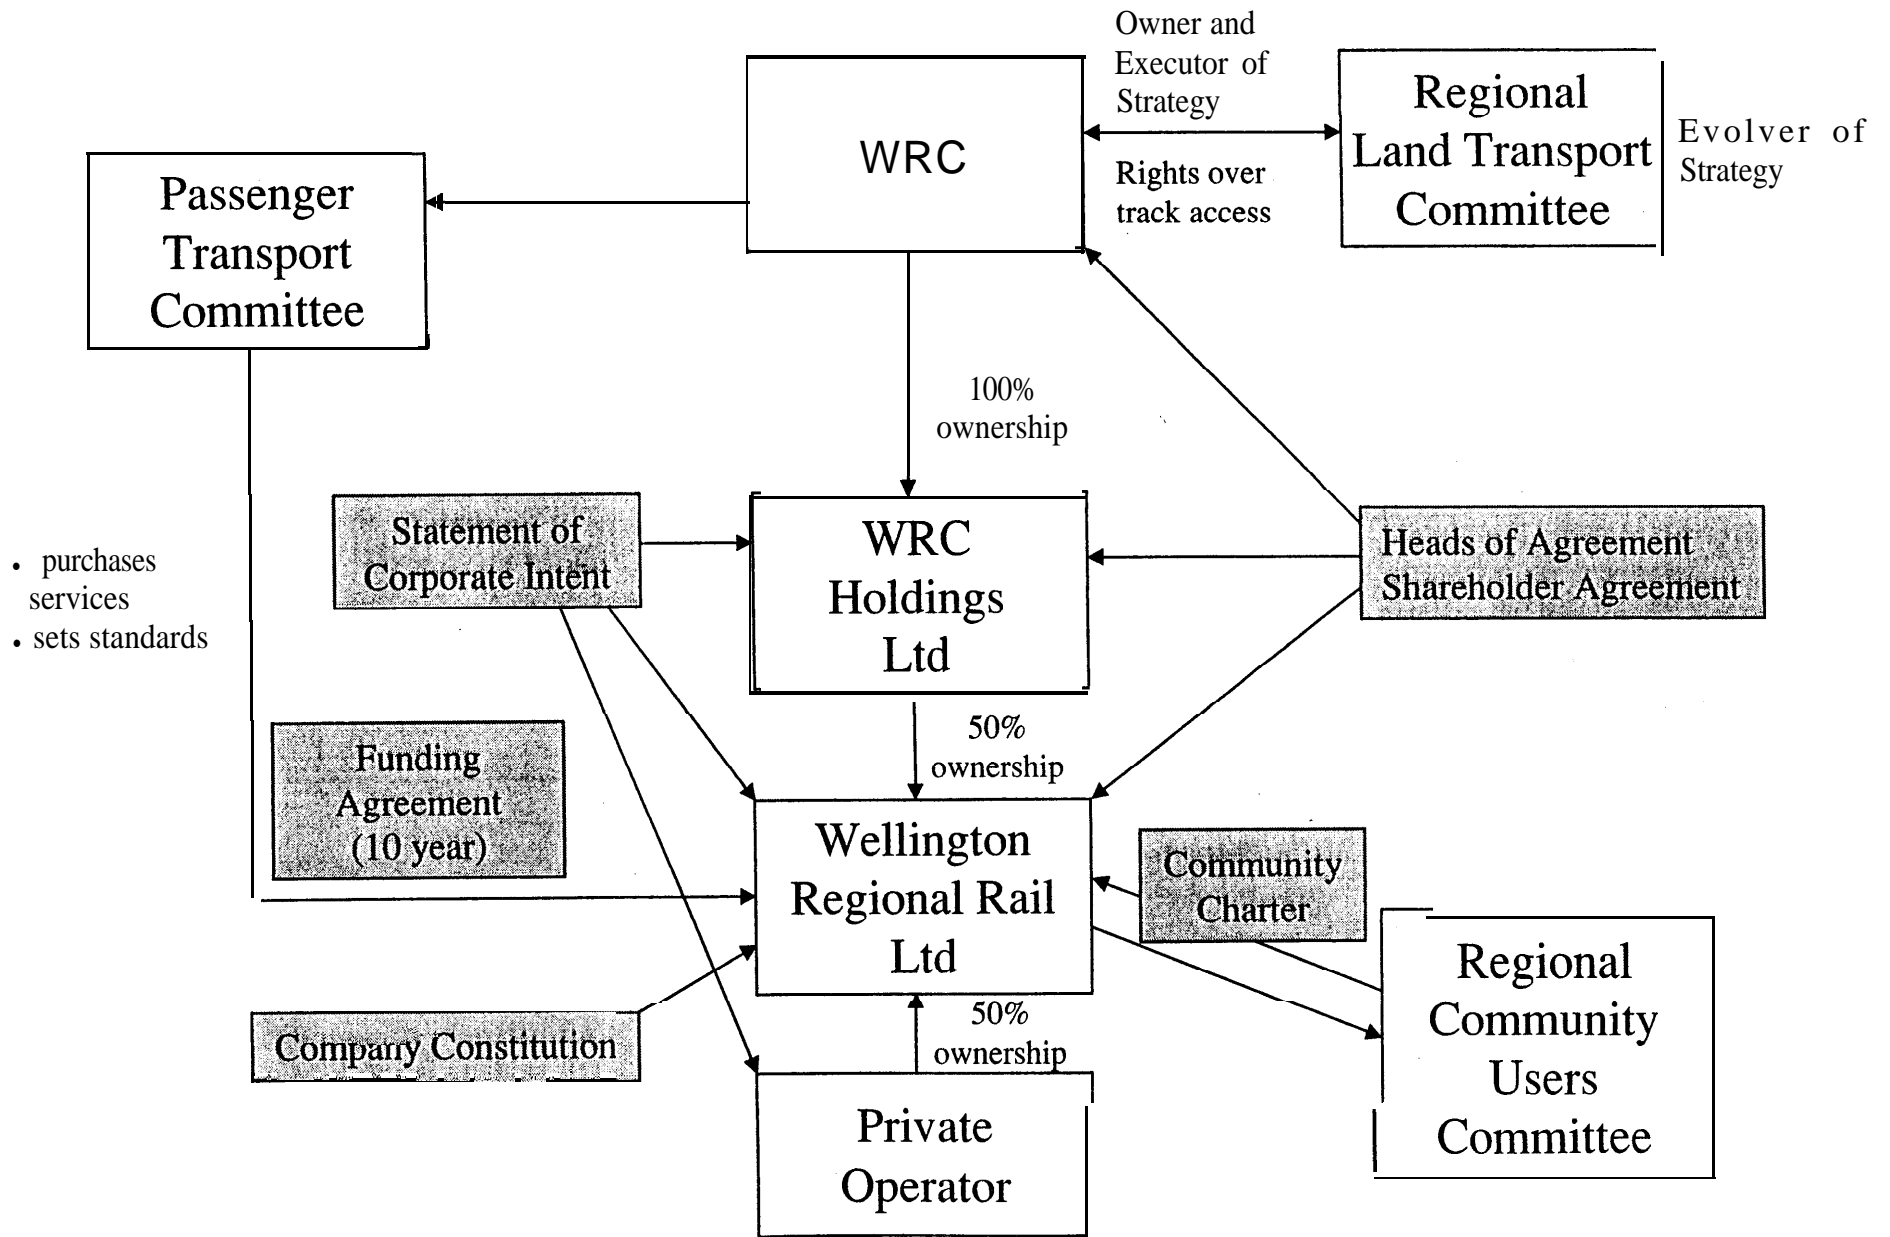 Owner and
Executor of
Strategy
WRC
Regional
Land Transport
Committee
Evolver of
Strategy
Rights over
track access
Passenger
Transport
Committee
100%
ownership
Statement of
Corporate Intent
WRC
Holdings
Ltd
Heads of Agreement
Shareholder Agreement
• purchases
services
• sets standards
50%
ownership
Funding
Agreement
(10 year)
Wellington
Regional Rail
Ltd
Community
Charter
Regional
Community
Users
Committee
Company Constitution
50%
ownership
Private
Operator